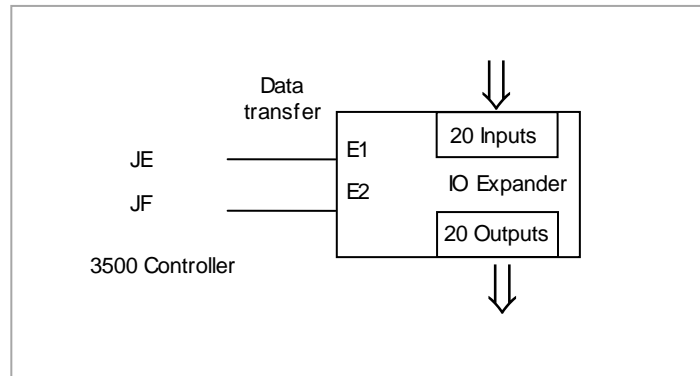 Data
transfer
20 Inputs
JE
E1
IO Expander
JF
E2
20 Outputs
3500 Controller